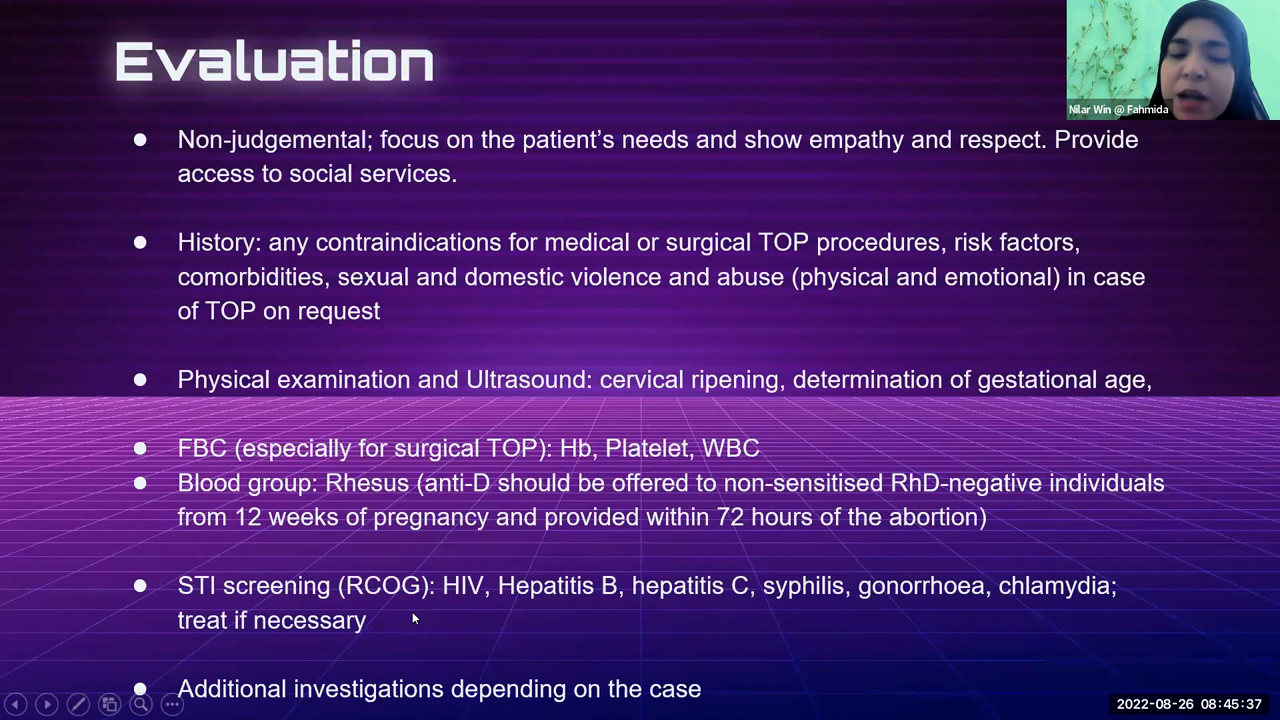 Evaluation
Nilar Win @ Fahmida
● Non-judgemental; focus on the patient’s needs and show empathy and respect. Provide
access to social services.
● History: any contraindications for medical or surgical TOP procedures, risk factors,
comorbidities, sexual and domestic violence and abuse (physical and emotional) in case
of TOP on request
● Physical examination and Ultrasound: cervical ripening, determination of gestational age,
● FBC (especially for surgical TOP): Hb, Platelet, WBC
● Blood group: Rhesus (anti-D should be offered to non-sensitised RhD-negative individuals
from 12 weeks of pregnancy and provided within 72 hours of the abortion)
● STI screening (RCOG): HIV, Hepatitis B, hepatitis C, syphilis, gonorrhoea, chlamydia;
treat if necessary
● Additional investigations depending on the case
2022-08-26 08:45:37